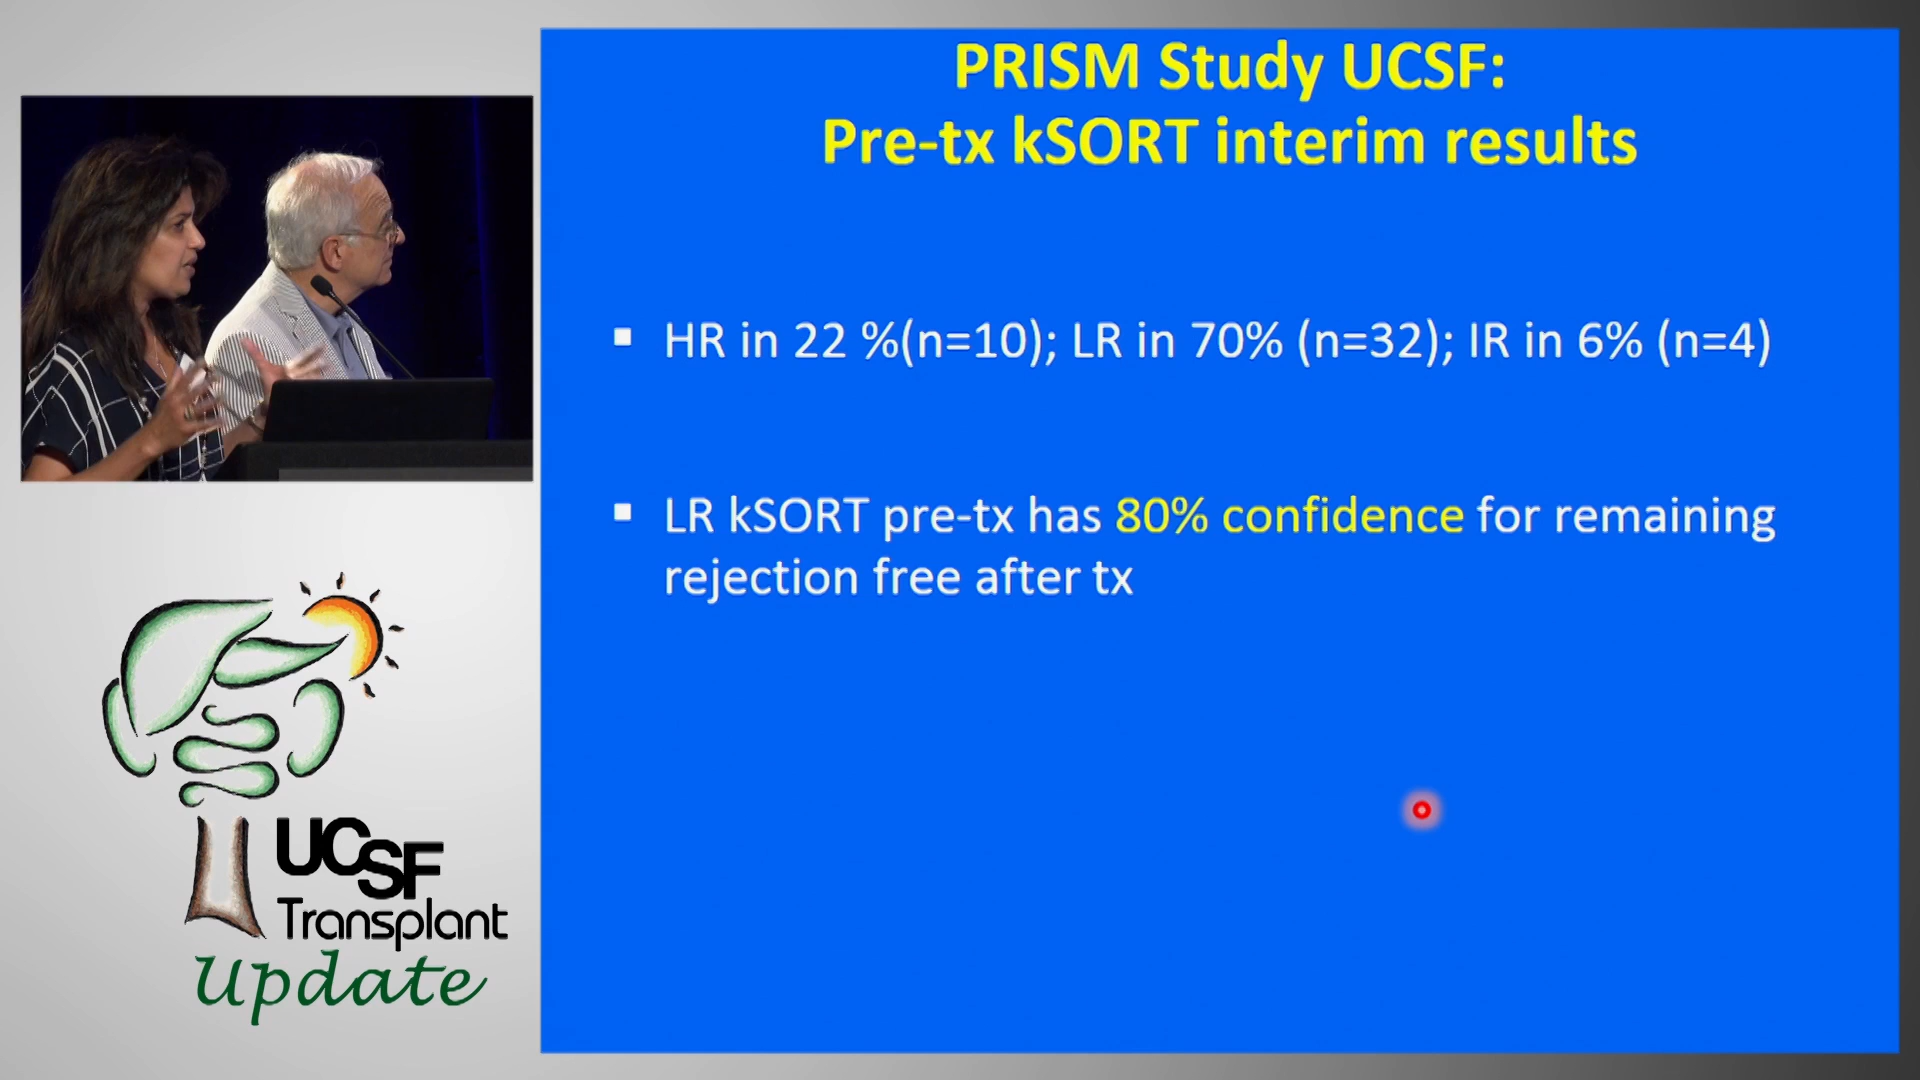 PRISM Study UCSF:
Pre-tx kSORT interim results
▪ HR in 22 %(n=10); LR in 70% (n=32); IR in 6% (n=4)
▪ LR kSORT pre-tx has 80% confidence for remaining
rejection free after tx
UCSF
Transplant
Update